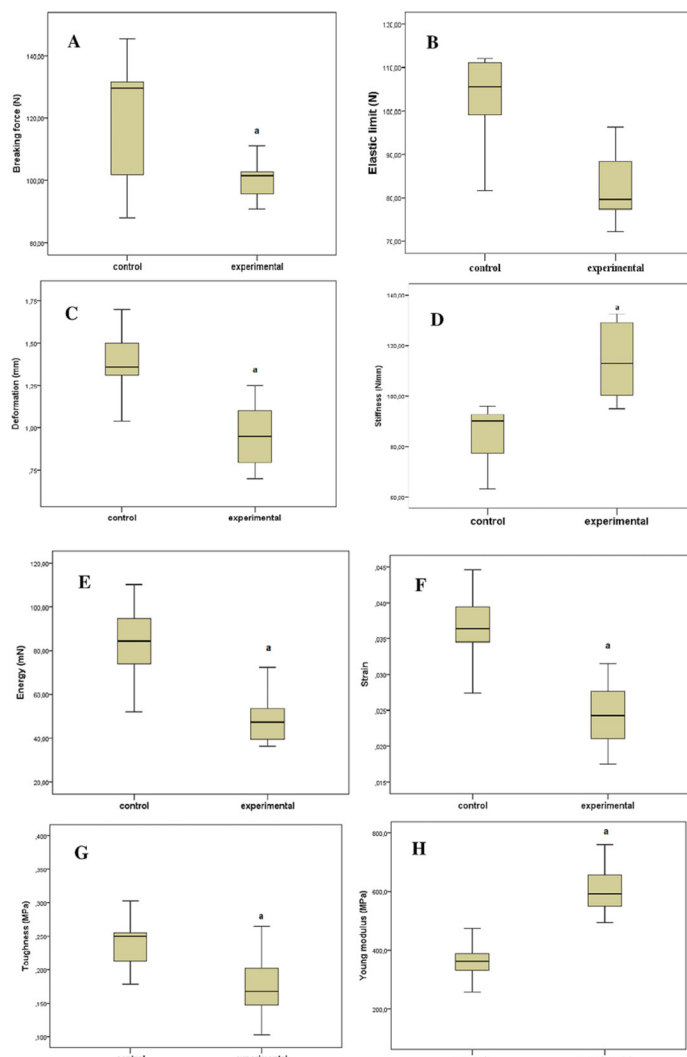 A
Breaking force (N)
140,00
120,00
100,00
80,00
control
experimental
a
B
Elastic limit (N)
120,00
110,00
100,00
90,00
80,00
70,00
control
experimental
C
Deformation (mm)
1,75
1,50
1,25
1,00
,75
control
experimental
a
D
Stiffness (N/mm)
140,00
120,00
100,00
80,00
60,00
control
experimental
a
E
Energy (mN)
120,00
100,00
80,00
60,00
40,00
20,00
control
experimental
a
F
Strain
,045
,040
,035
,030
,025
,020
,015
control
experimental
a
G
Toughness (MPa)
,400
,350
,300
,250
,200
,150
,100
a
H
Young modulus (MPa)
800,0
600,0
400,0
200,0
a